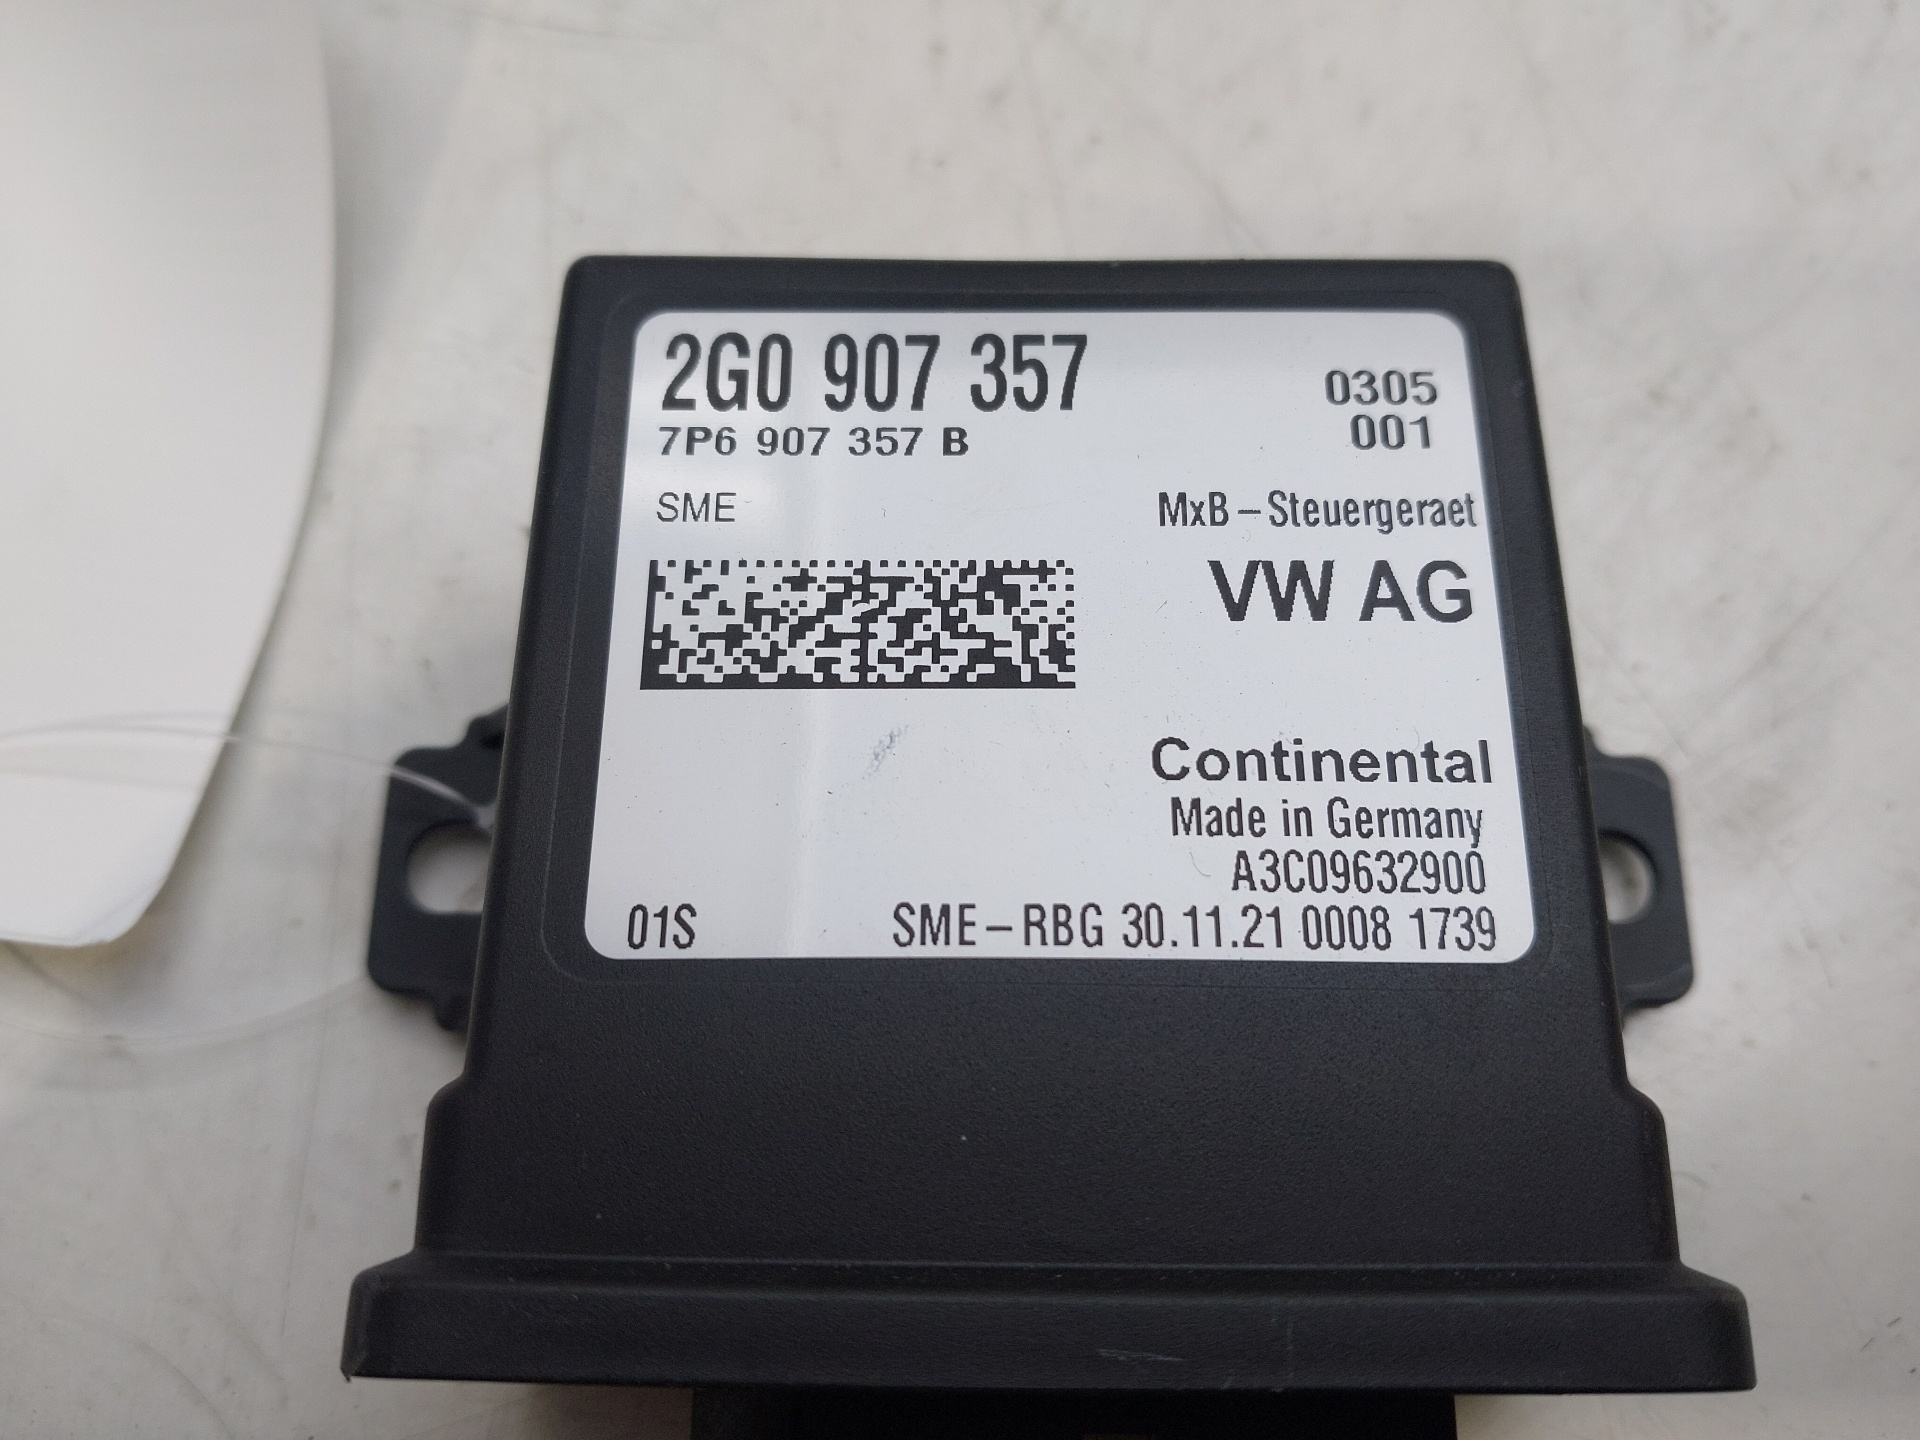 2G0 907 357
0305
7P6 907 357 B
001
SME
MxB-Steuergeraet
VW AG
Continental
Made in Germany
A3C09632900
01S
SME-RBG 30.11.21 0008 1739